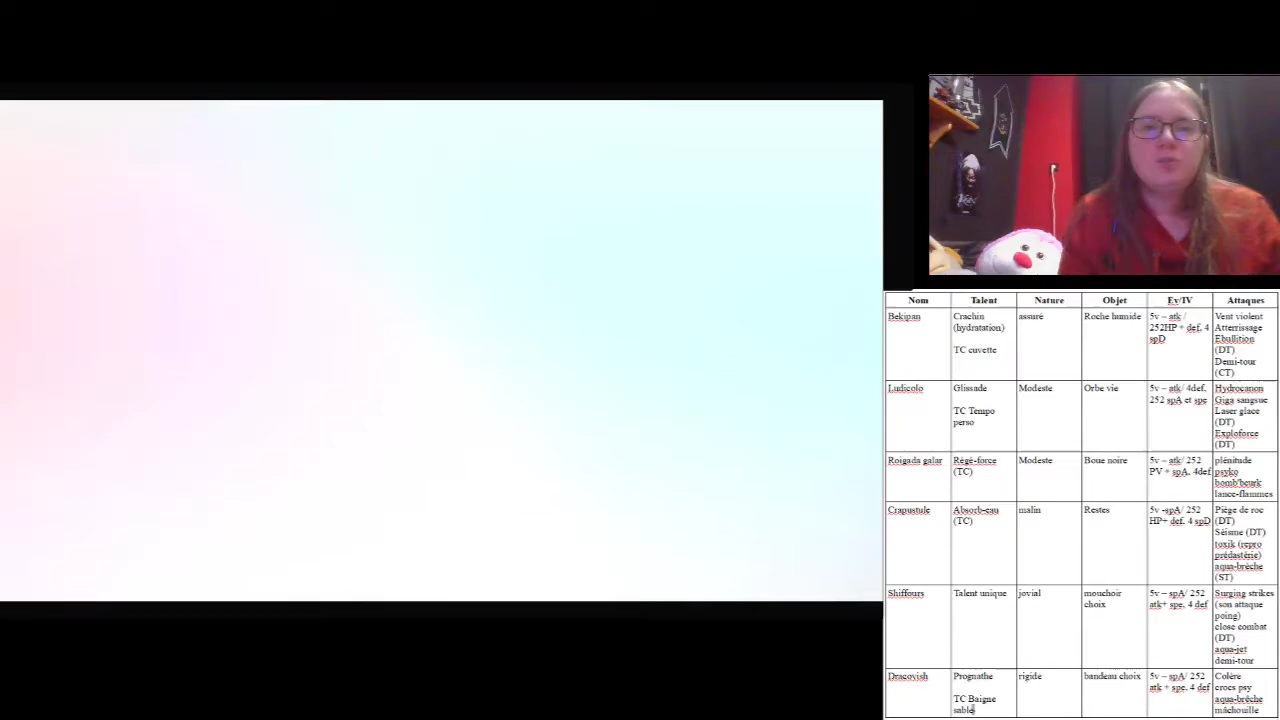 Nom Talent Nature Objet Ev/IV Attaques
Bekipan Crachin assuré Roche humide 5v – atk / Vent violent
(hydratation) 252HP + def, 4 Atterrissage
spD Ebullition
TC cuvette (DT)
Demi-tour
(CT)
Ludicolo Glissade Modeste Orbe vie 5v – atk/ 4def, Hydrocanon
252 spA et spe Giga sangsue
TC Tempo Laser glace
perso (DT)
Exploforce
(DT)
Roigada galar Régé-force Modeste Boue noire 5v – atk/ 252 plénitude
(TC) PV + spA, 4def psyko
bomb'beurk
lance-flammes
Crapustule Absorb-eau malin Restes 5v -spA/ 252 Piège de roc
(TC) HP+ def, 4 spD (DT)
Séisme (DT)
toxik (repro
prédastérie)
aqua-brèche
(ST)
Shiffours Talent unique jovial mouchoir 5v – spA/ 252 Surging strikes
choix atk+ spe, 4 def (son attaque
poing)
close combat
(DT)
aqua-jet
demi-tour
Dracovish Prognathe rigide bandeau choix 5v – spA/ 252 Colère
atk + spe, 4 def crocs psy
TC Baigne aqua-brèche
sable mâchouille